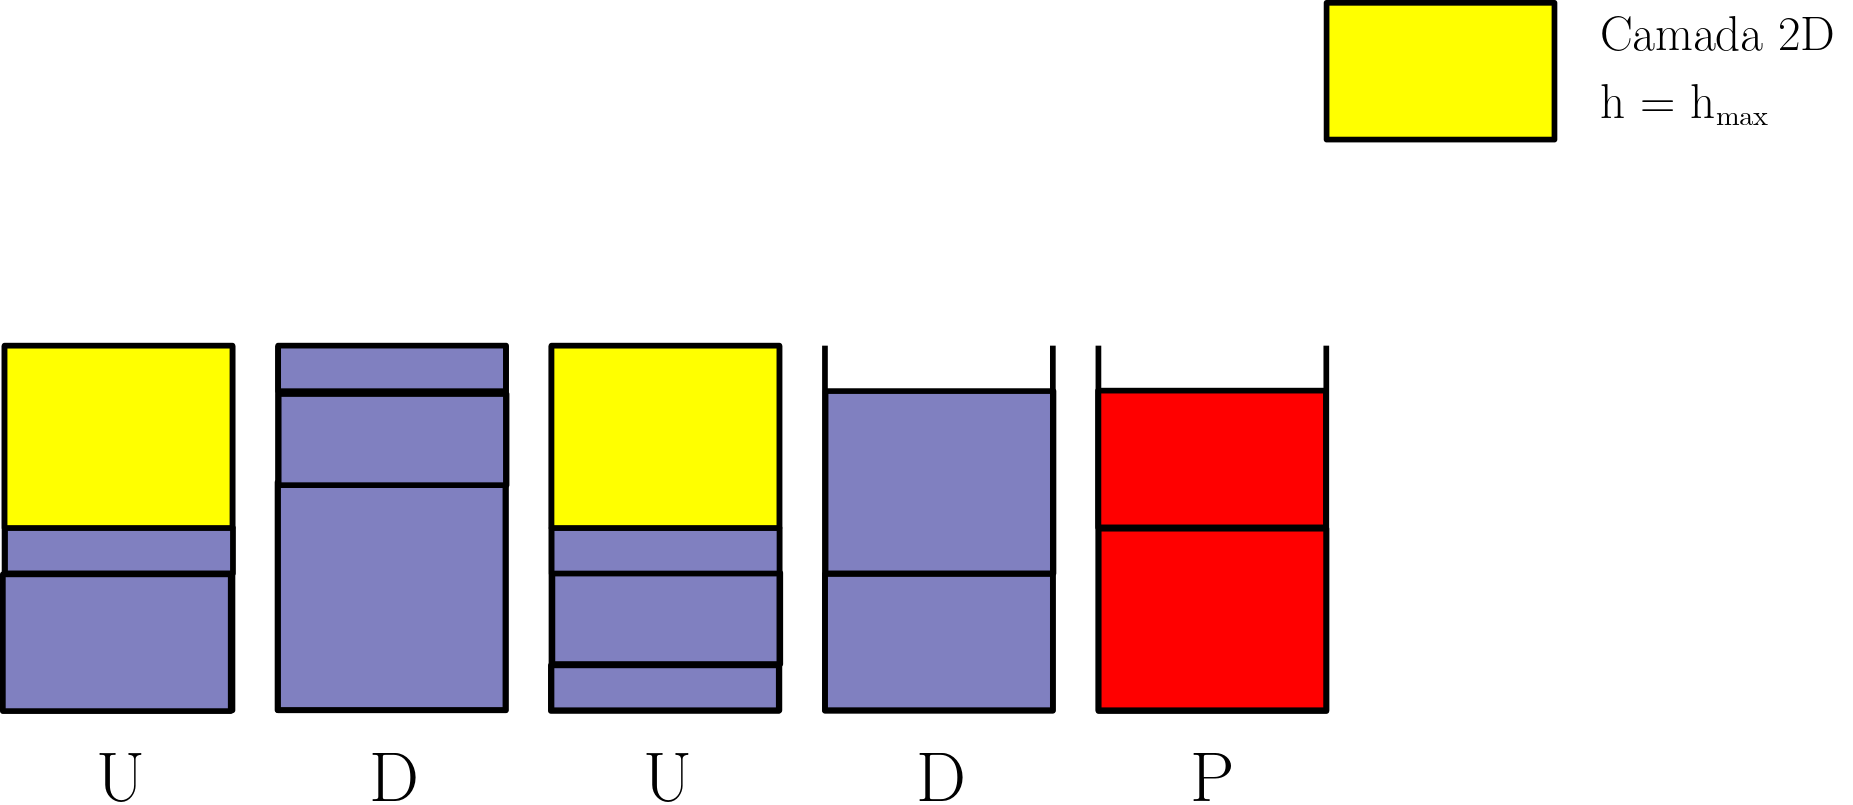 Camada 2D
h = h_max
U D U D P